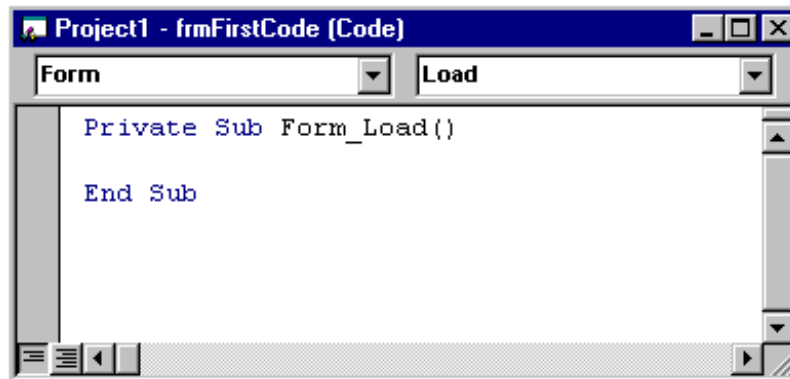 Project1 - frmFirstCode (Code)
Form Load
Private Sub Form_Load()
End Sub